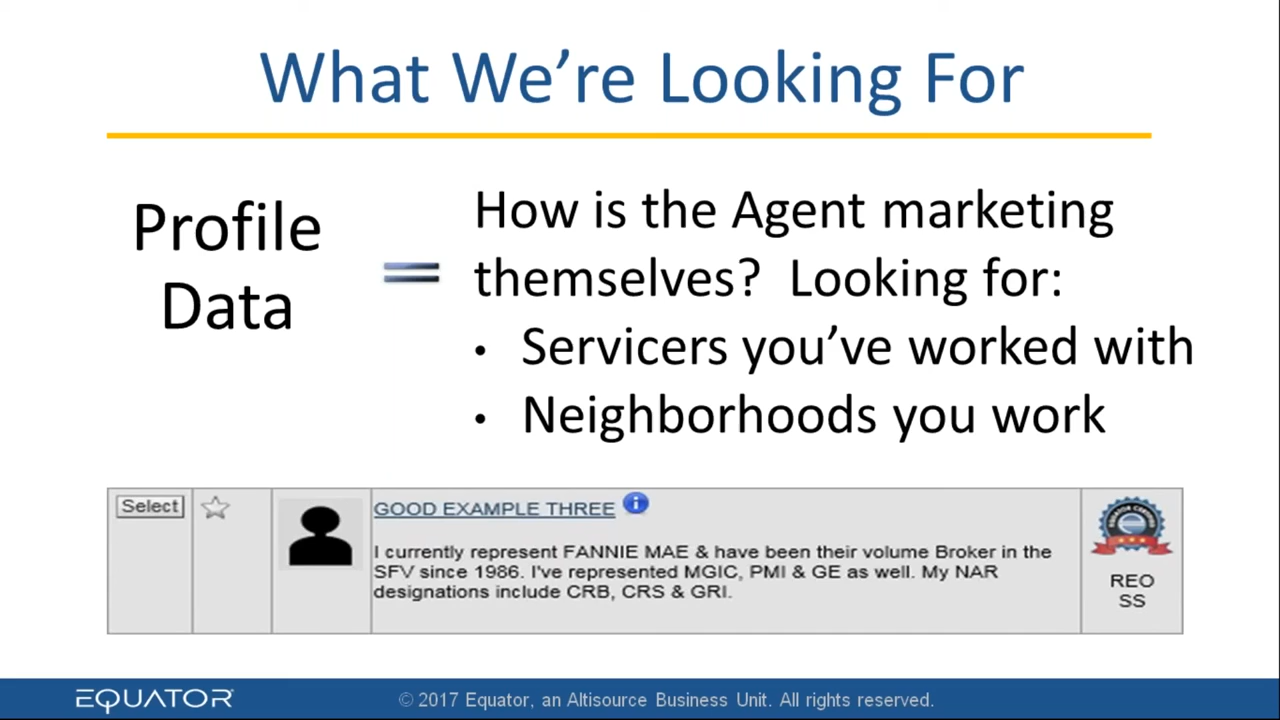 What We’re Looking For
Profile
Data
=
How is the Agent marketing
themselves?  Looking for:
• Servicers you’ve worked with
• Neighborhoods you work
Select
GOOD EXAMPLE THREE
I currently represent FANNIE MAE & have been their volume Broker in the
SFV since 1986. I've represented MGIC, PMI & GE as well. My NAR
designations include CRB, CRS & GRI.
REO
SS
EQUATOR
© 2017 Equator, an Altisource Business Unit. All rights reserved.